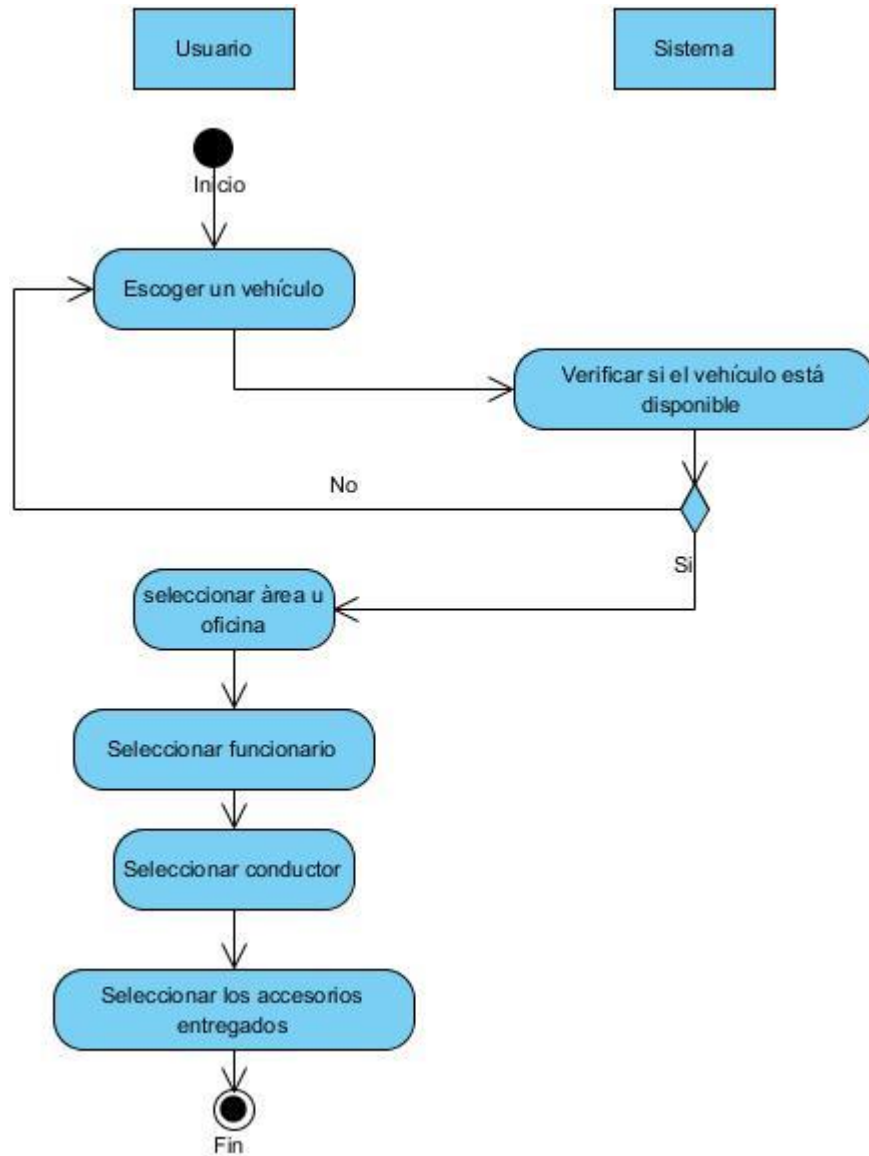 Usuario
Sistema
Inicio
Escoger un vehículo
Verificar si el vehículo está
disponible
No
Si
seleccionar àrea u
oficina
Seleccionar funcionario
Seleccionar conductor
Seleccionar los accesorios
entregados
Fin